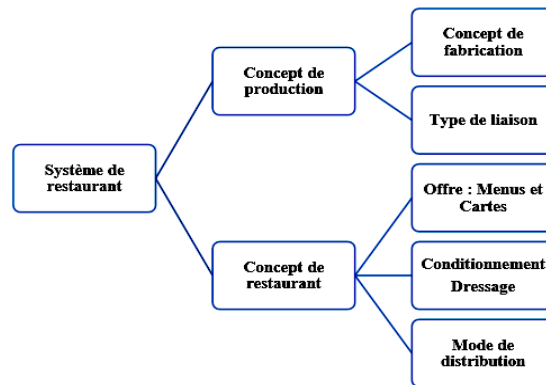 Système de
restaurant
Concept de
production
Concept de
fabrication
Type de liaison
Concept de
restaurant
Offre : Menus et
Cartes
Conditionnement
Dressage
Mode de
distribution